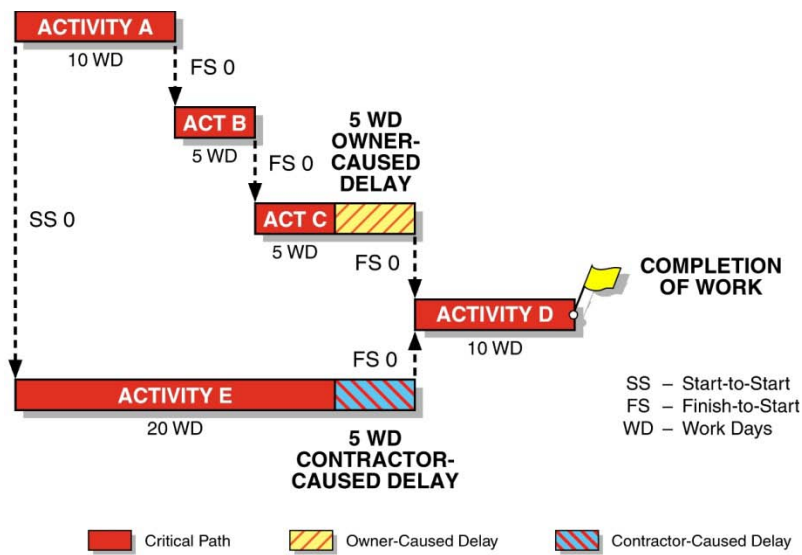 ACTIVITY A
10 WD
FS 0
ACT B
5 WD
FS 0
5 WD
OWNER-
CAUSED
DELAY
SS 0
ACT C
5 WD
FS 0
COMPLETION
OF WORK
ACTIVITY D
10 WD
FS 0
ACTIVITY E
20 WD
5 WD
CONTRACTOR-
CAUSED DELAY
SS – Start-to-Start
FS – Finish-to-Start
WD – Work Days
Critical Path
Owner-Caused Delay
Contractor-Caused Delay